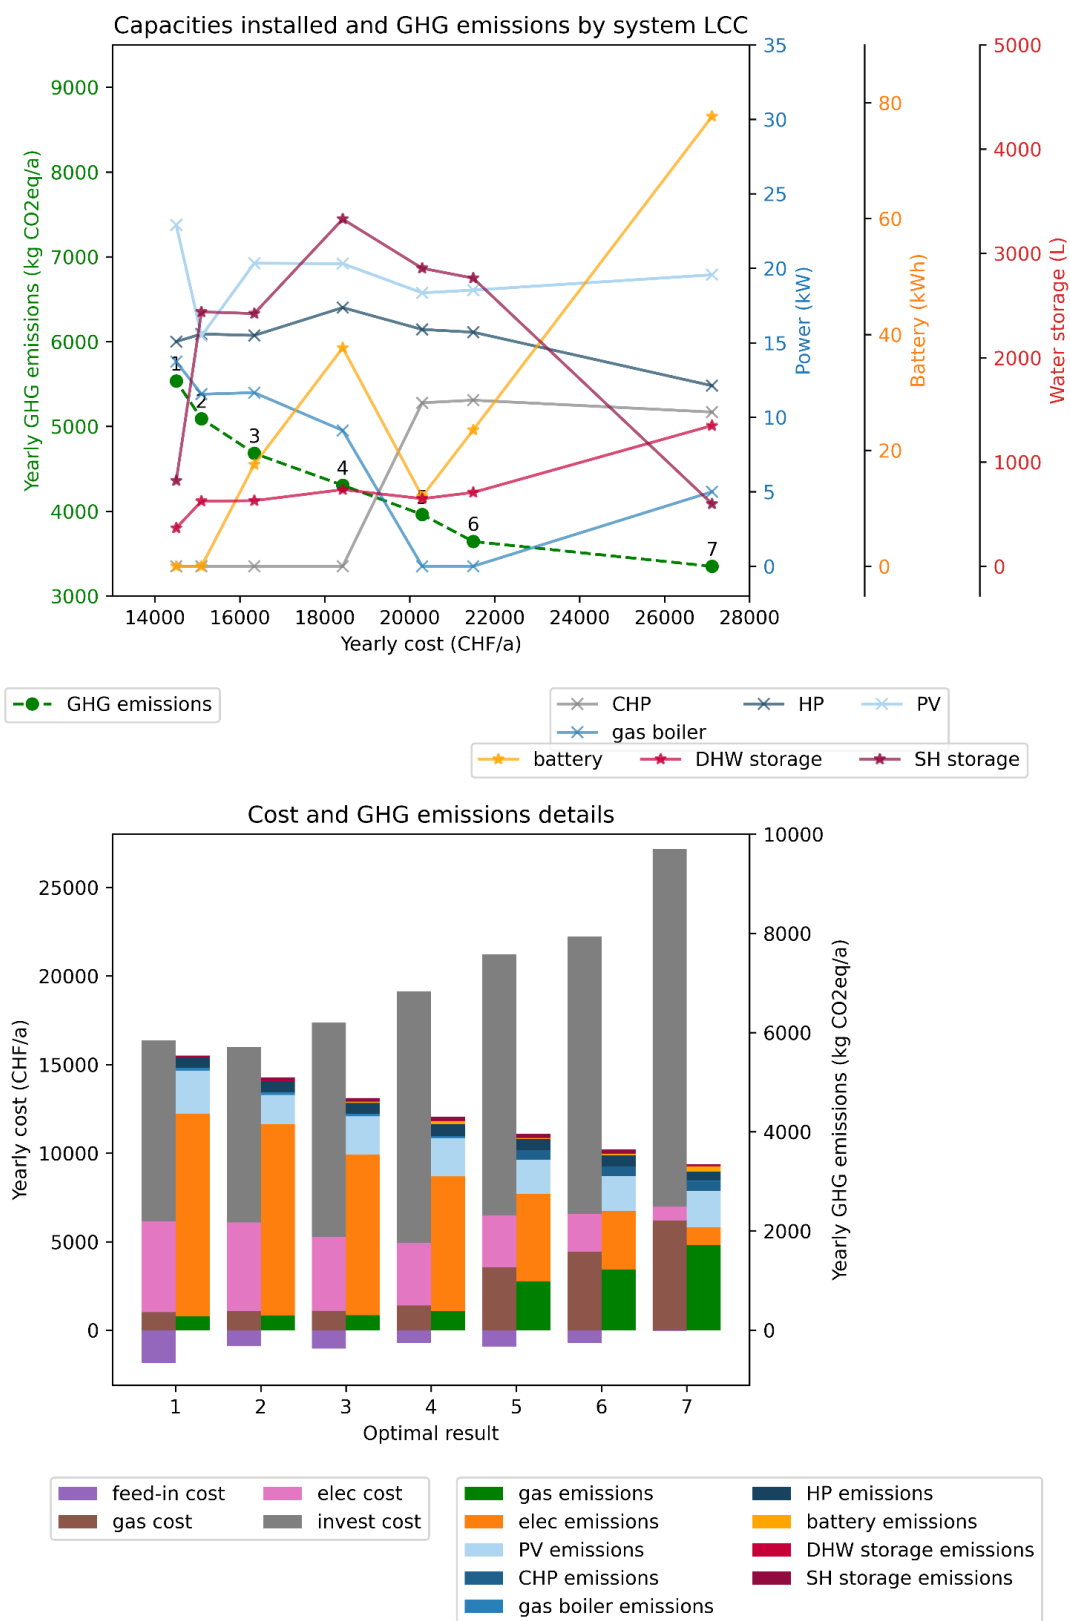 Capacities installed and GHG emissions by system LCC
Yearly GHG emissions (kg CO2eq/a)
9000
8000
7000
6000
5000
4000
3000
1
2
3
4
5
6
7
14000 16000 18000 20000 22000 24000 26000 28000
Yearly cost (CHF/a)
35
30
25
20
15
10
5
0
Power (kW)
80
60
40
20
0
Battery (kWh)
5000
4000
3000
2000
1000
0
Water storage (L)
GHG emissions
CHP HP PV
gas boiler
battery DHW storage SH storage
Cost and GHG emissions details
Yearly cost (CHF/a)
25000
20000
15000
10000
5000
0
10000
8000
6000
4000
2000
0
Yearly GHG emissions (kg CO2eq/a)
1 2 3 4 5 6 7
Optimal result
feed-in cost elec cost
gas cost invest cost
gas emissions HP emissions
elec emissions battery emissions
PV emissions DHW storage emissions
CHP emissions SH storage emissions
gas boiler emissions